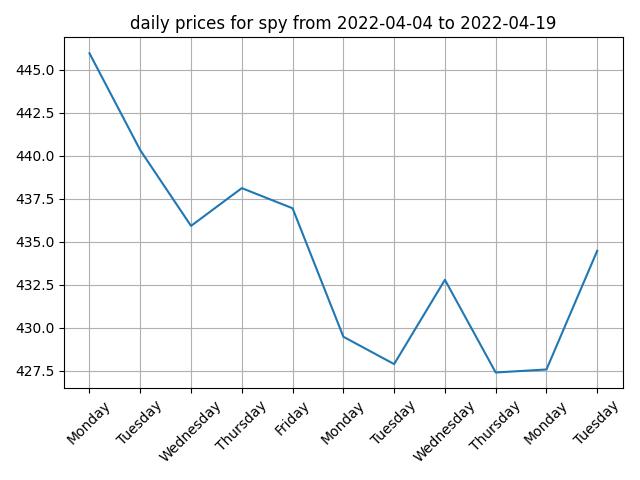 daily prices for spy from 2022-04-04 to 2022-04-19
445.0
442.5
440.0
437.5
435.0
432.5
430.0
427.5
Monday
Tuesday
Wednesday
Thursday
Friday
Monday
Tuesday
Wednesday
Thursday
Monday
Tuesday